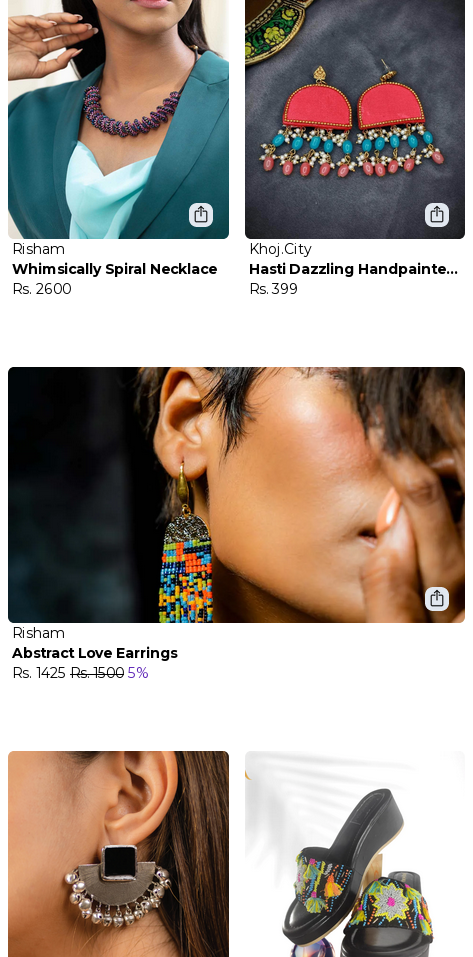 Risham
Whimsically Spiral Necklace
Rs. 2600
Khoj.City
Hasti Dazzling Handpainte...
Rs. 399
Risham
Abstract Love Earrings
Rs. 1425 Rs. 1500 5%